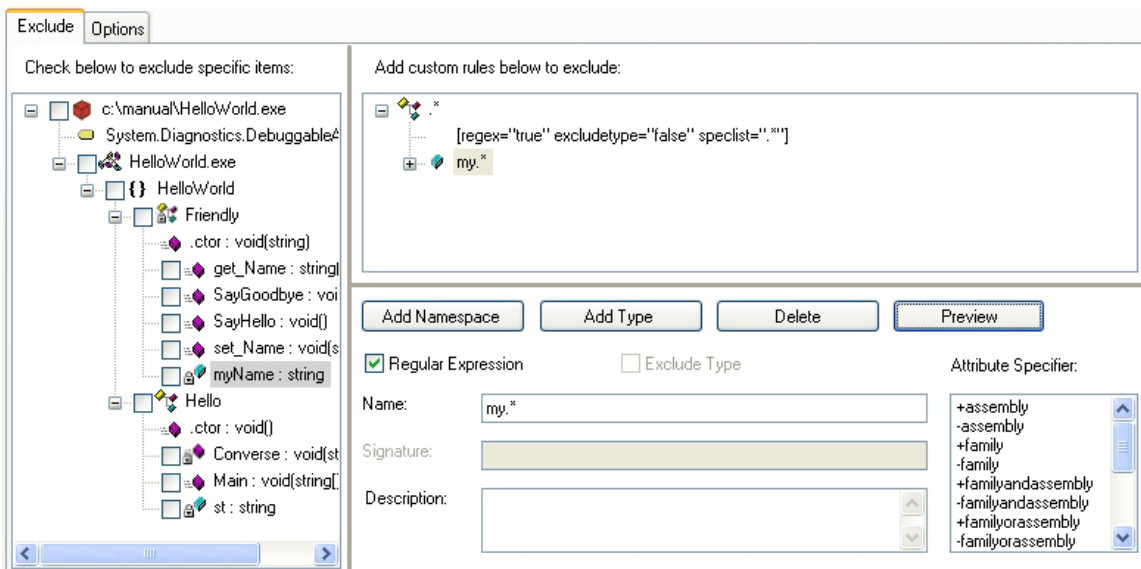 Exclude
Options
Check below to exclude specific items:
c:\manual\HelloWorld.exe
System.Diagnostics.DebuggableA
HelloWorld.exe
{} HelloWorld
Friendly
.ctor : void(string)
get_Name : string(
SayGoodbye : voi
SayHello : void()
set_Name : void(s
myName : string
Hello
.ctor : void()
Converse : void(st
Main : void(string[]
st : string
Add custom rules below to exclude:
.*
[regex="true" excludetype="false" speclist=".*"]
my.*
Add Namespace
Add Type
Delete
Preview
Regular Expression
Exclude Type
Attribute Specifier:
Name:
my.*
Signature:
Description:
+assembly
-assembly
+family
-family
+familyandassembly
-familyandassembly
+familyorassembly
-familyorassembly